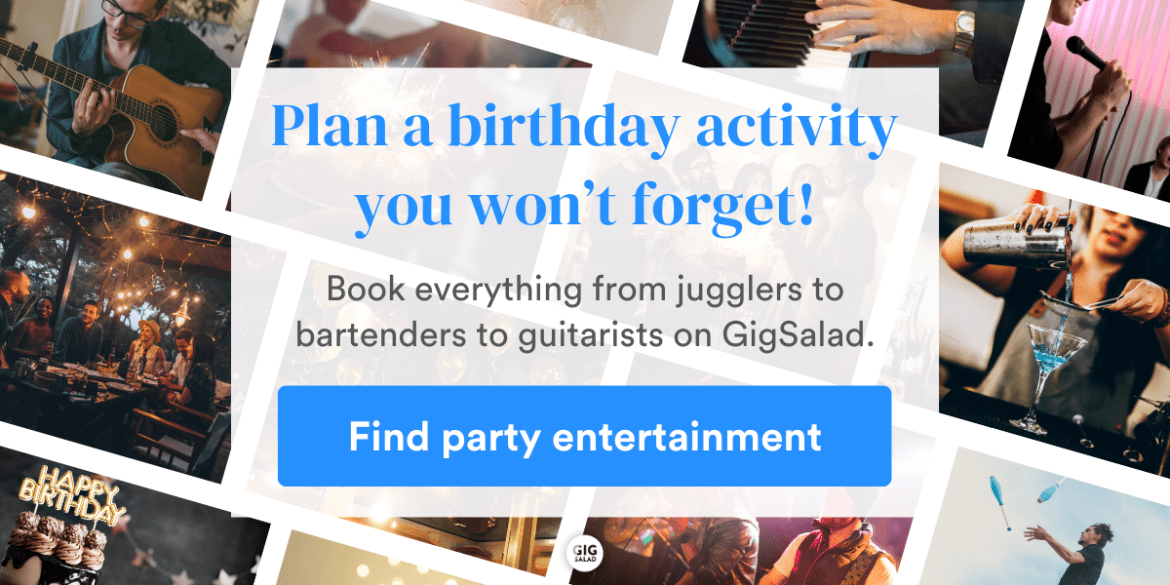 Plan a birthday activity
you won’t forget!
Book everything from jugglers to
bartenders to guitarists on GigSalad.
Find party entertainment
HAPPY
BIRTHDAY
GIG
SALAD